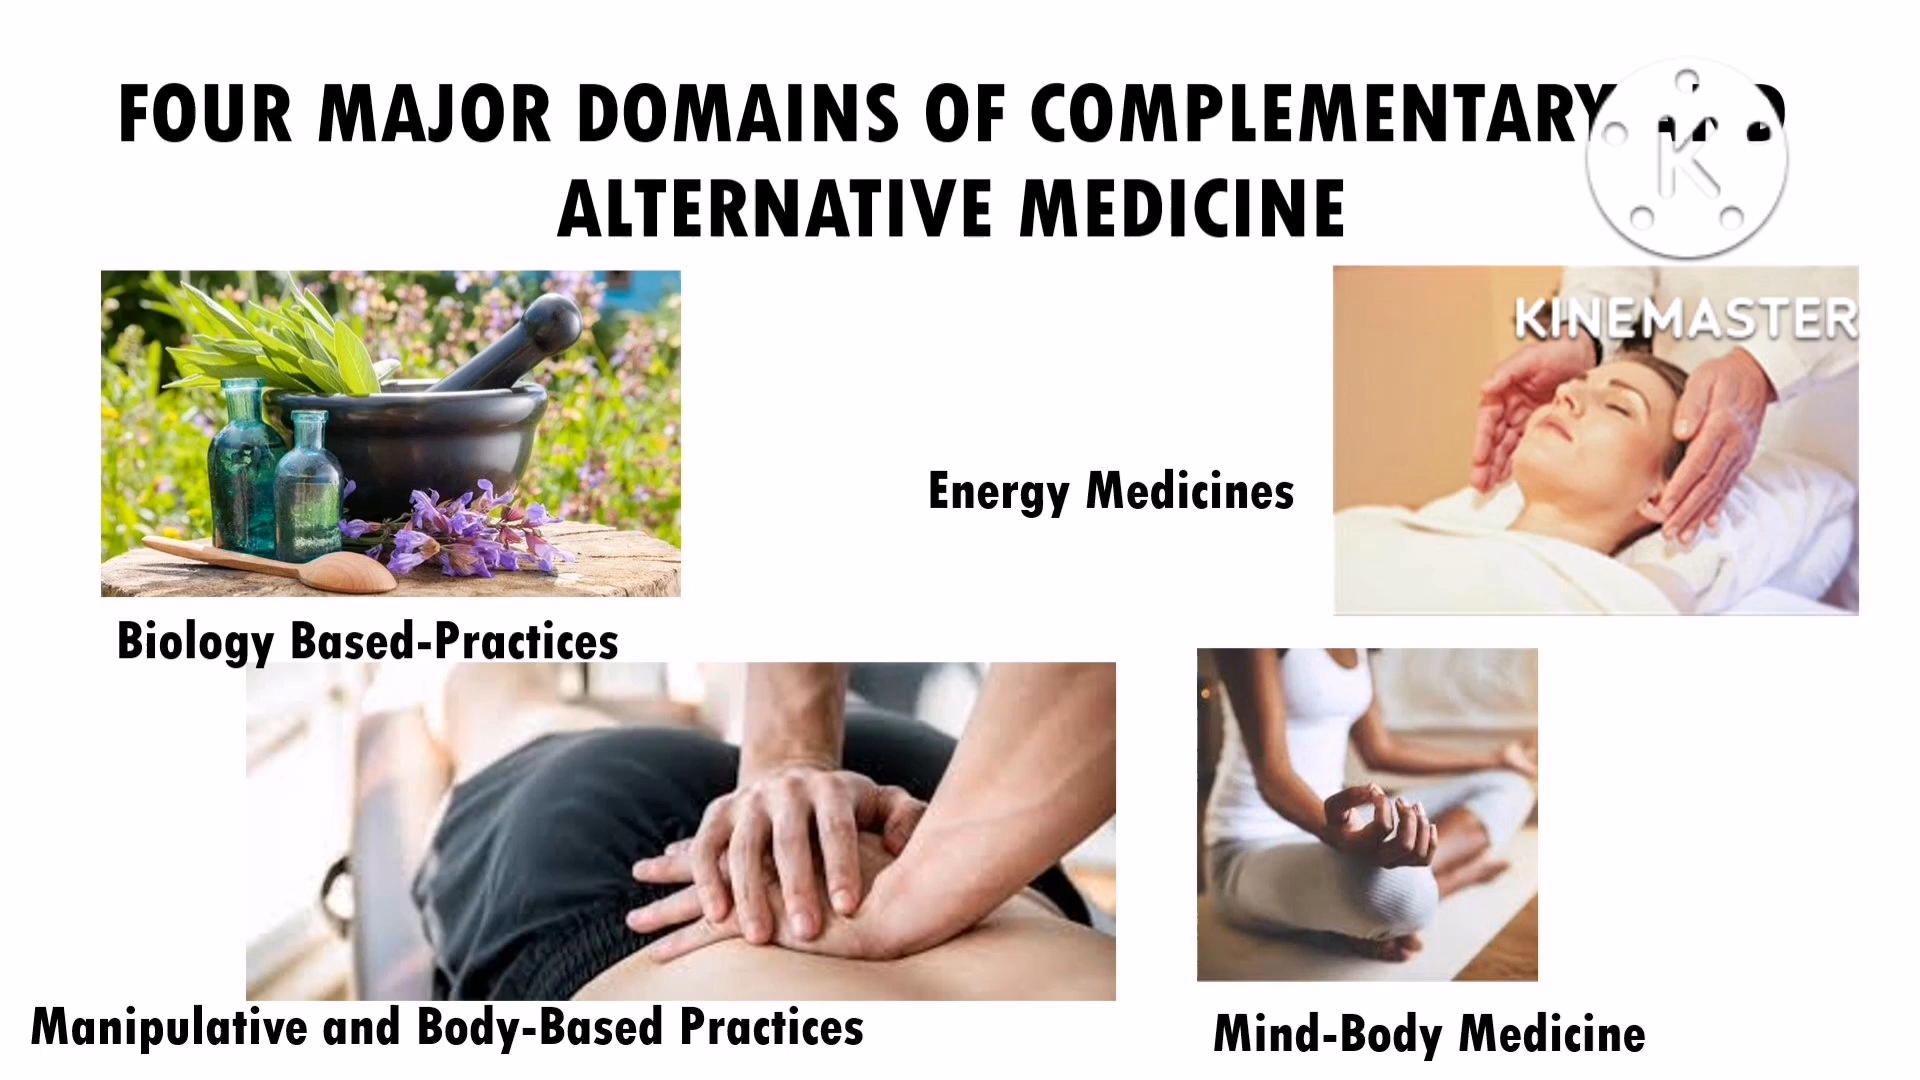 FOUR MAJOR DOMAINS OF COMPLEMENTARY
ALTERNATIVE MEDICINE
K
KINEMASTER
Energy Medicines
Biology Based-Practices
Manipulative and Body-Based Practices
Mind-Body Medicine